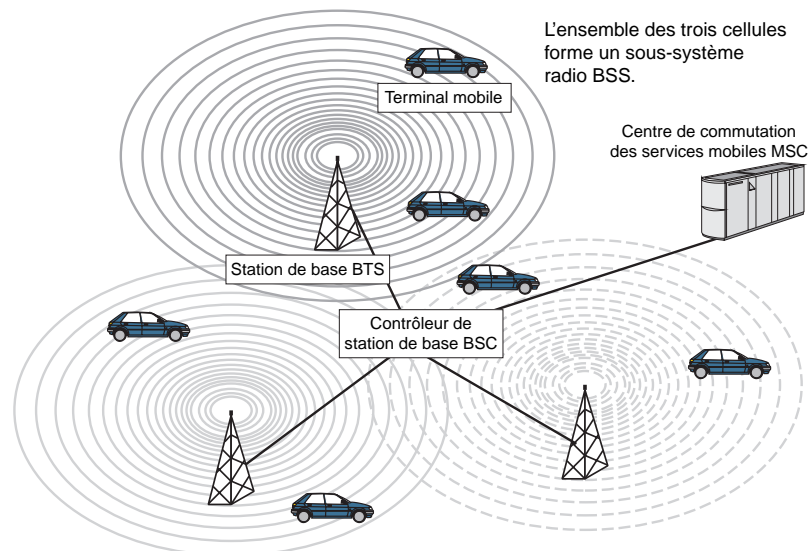 L'ensemble des trois cellules
forme un sous-système
radio BSS.
Terminal mobile
Centre de commutation
des services mobiles MSC
Station de base BTS
Contrôleur de
station de base BSC